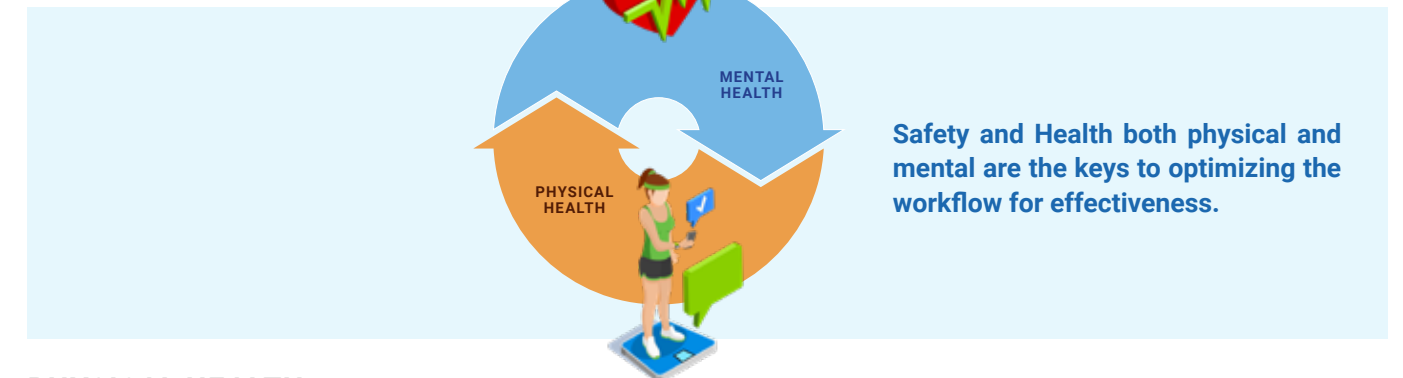 MENTAL
HEALTH
Safety and Health both physical and
mental are the keys to optimizing the
workflow for effectiveness.
PHYSICAL
HEALTH